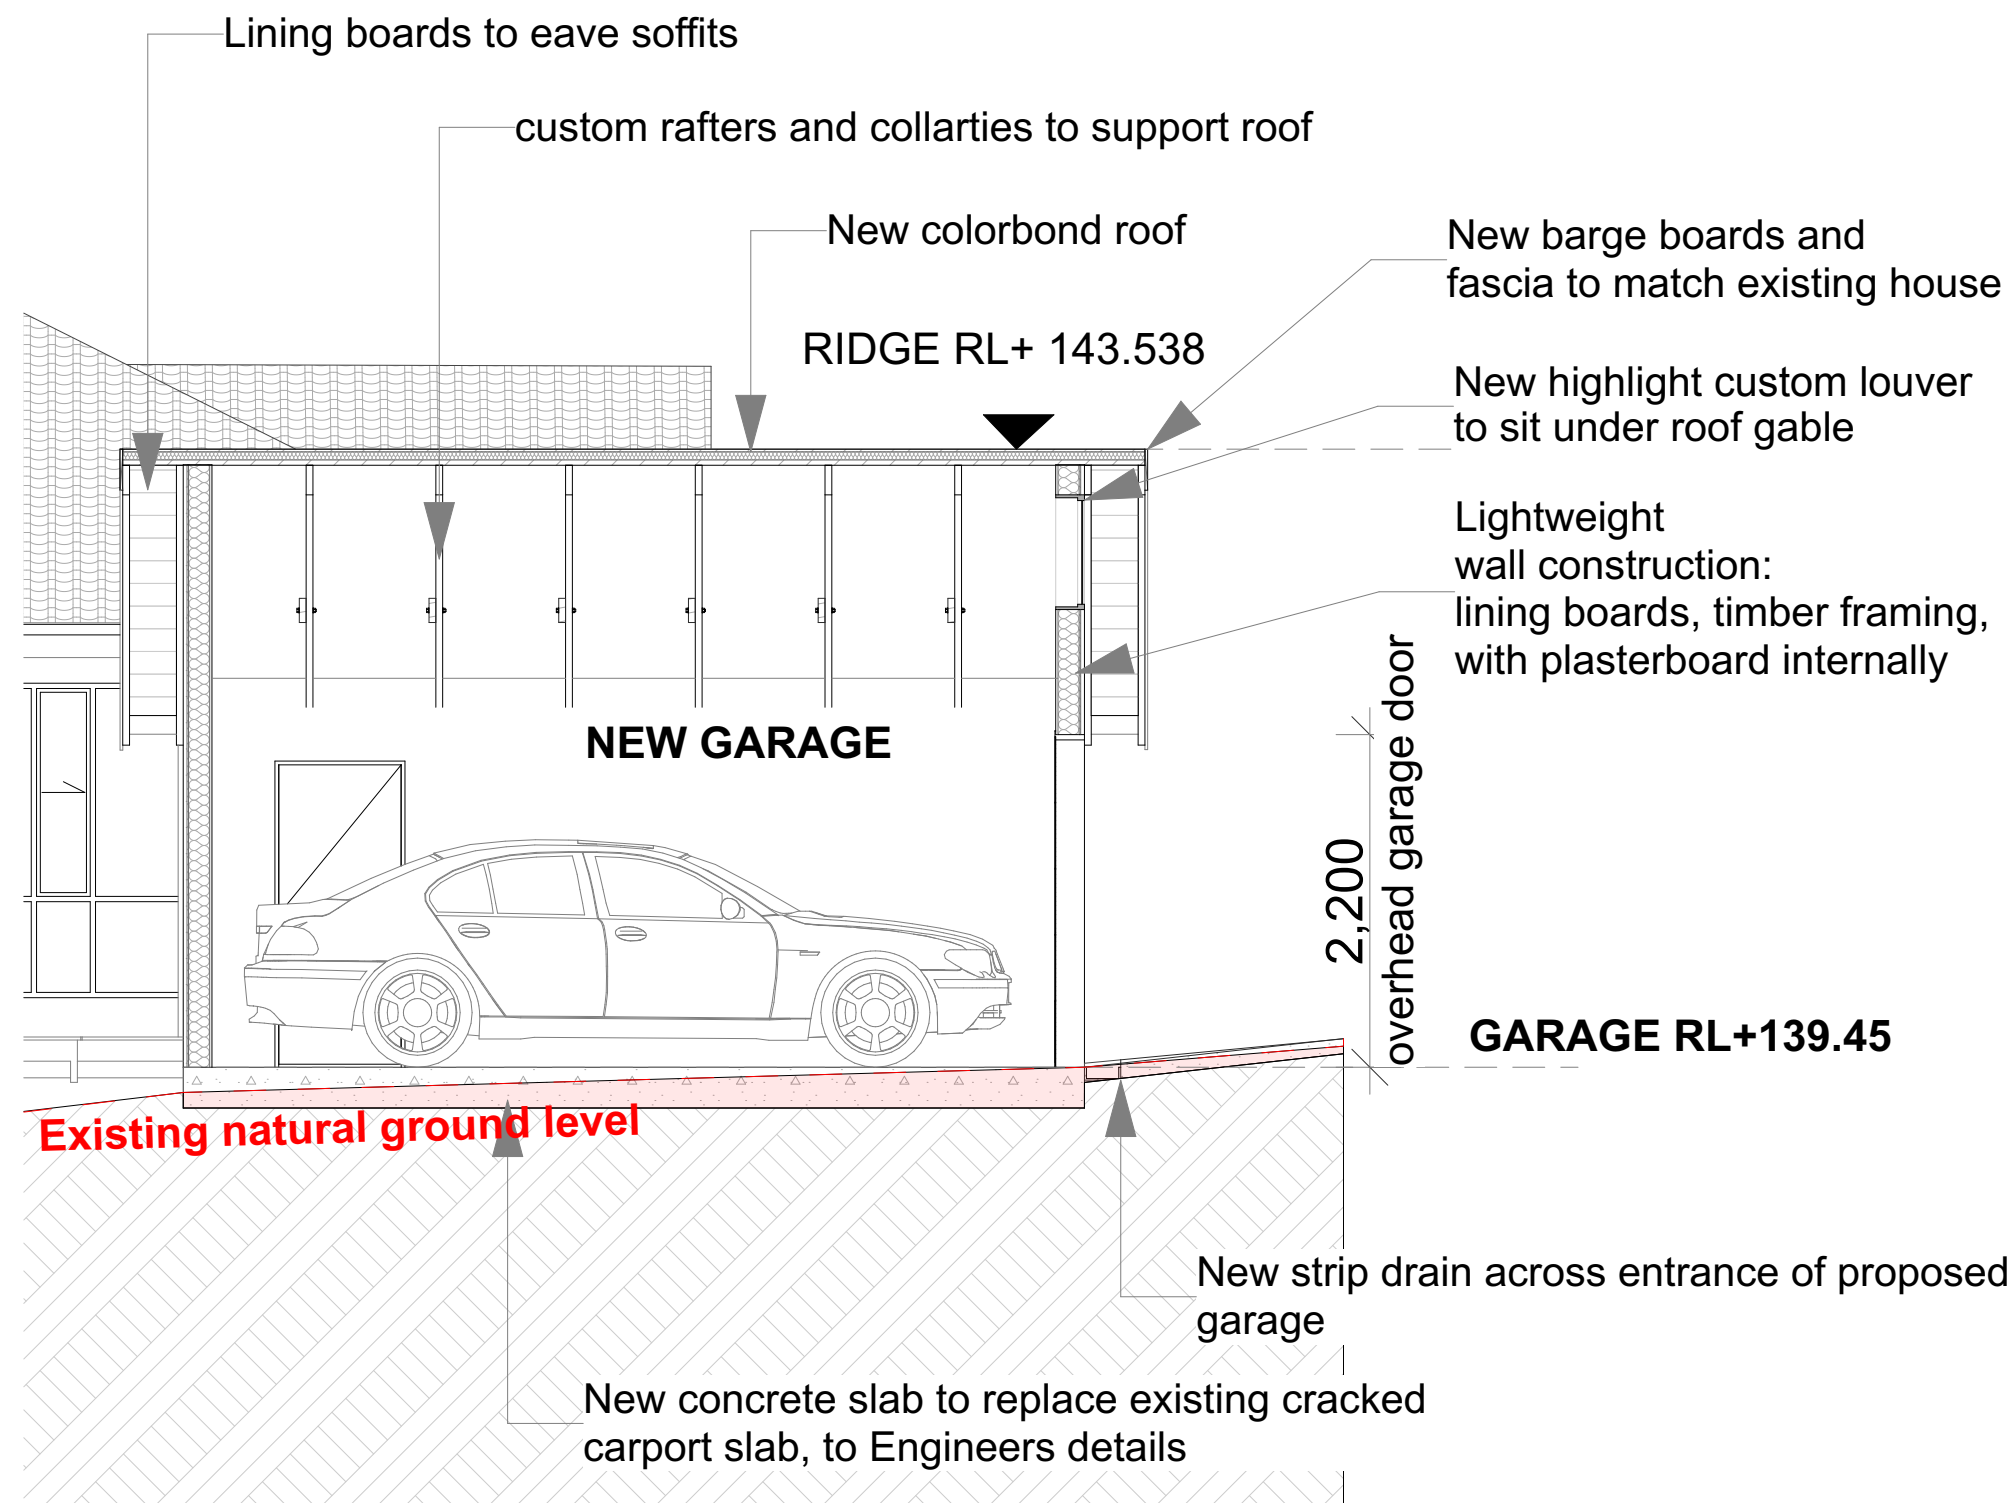 Lining boards to eave soffits
custom rafters and collarties to support roof
New colorbond roof
New barge boards and
fascia to match existing house
RIDGE RL+ 143.538
New highlight custom louver
to sit under roof gable
Lightweight
wall construction:
lining boards, timber framing,
with plasterboard internally
NEW GARAGE
2,200
overhead garage door
GARAGE RL+139.45
Existing natural ground level
New strip drain across entrance of proposed
garage
New concrete slab to replace existing cracked
carport slab, to Engineers details